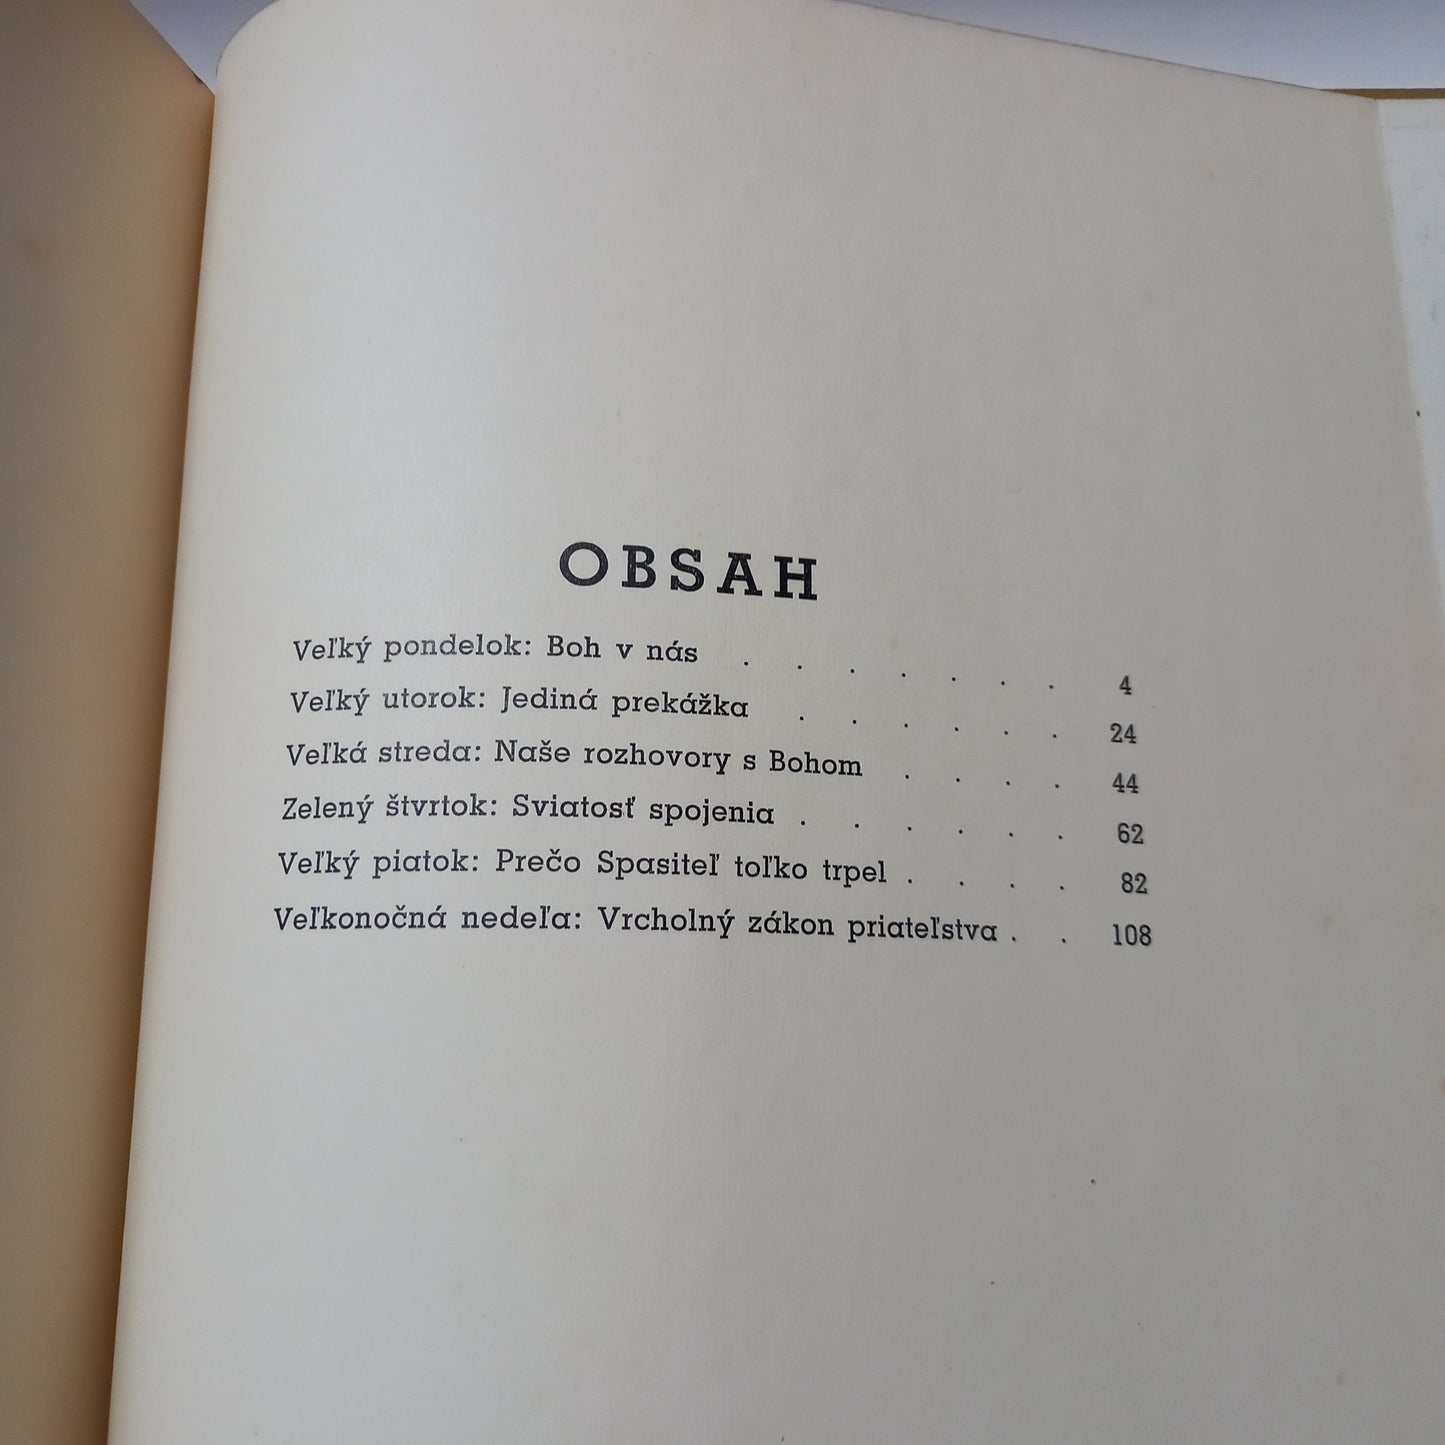 OBSAH
Veľký pondelok: Boh v nás . . . . . . . 4
Veľký utorok: Jediná prekážka . . . . . . 24
Veľká streda: Naše rozhovory s Bohom . . . . 44
Zelený štvrtok: Sviatosť spojenia . . . . . . 62
Veľký piatok: Prečo Spasiteľ toľko trpel . . . . 82
Veľkonočná nedeľa: Vrcholný zákon priateľstva . . 108